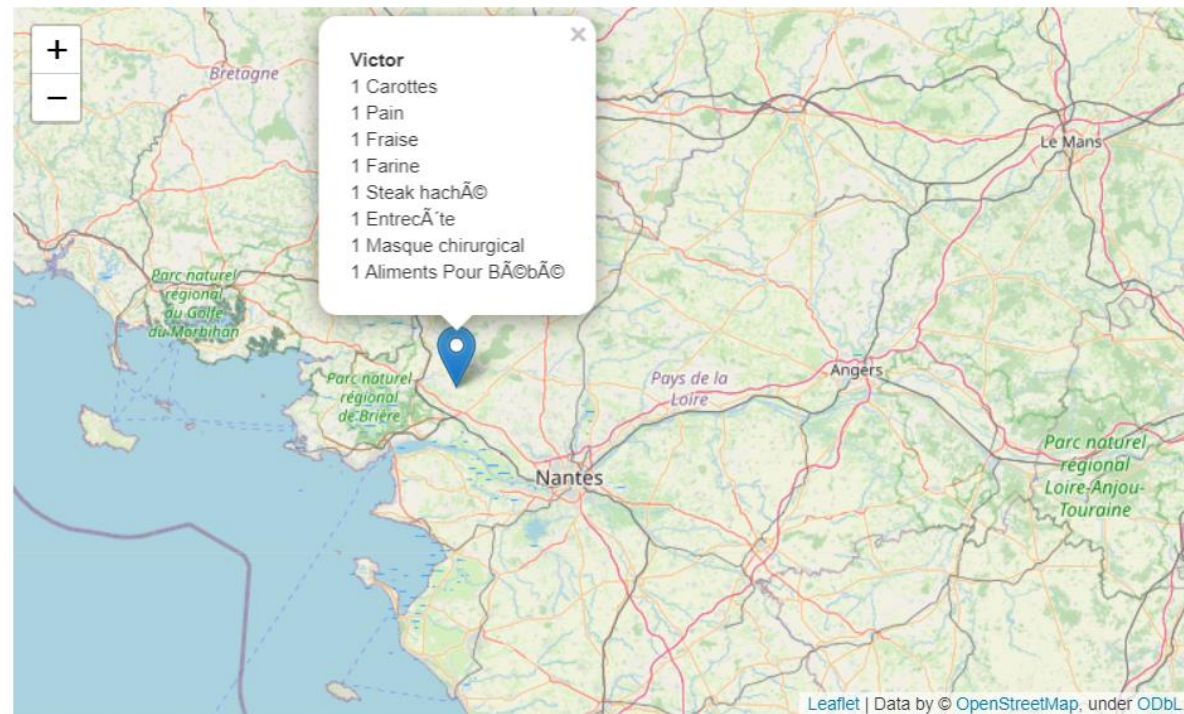 +
−
×
Victor
1 Carottes
1 Pain
1 Fraise
1 Farine
1 Steak hachÃ©
1 EntrecÃ´te
1 Masque chirurgical
1 Aliments Pour BÃ©bÃ©
Bretagne
Le Mans
Parc naturel
régional
du Golfe
du Morbihan
Parc naturel
régional
de Brière
Pays de la
Loire
Angers
Nantes
Parc naturel
régional
Loire-Anjou-
Touraine
Leaflet | Data by © OpenStreetMap, under ODbL